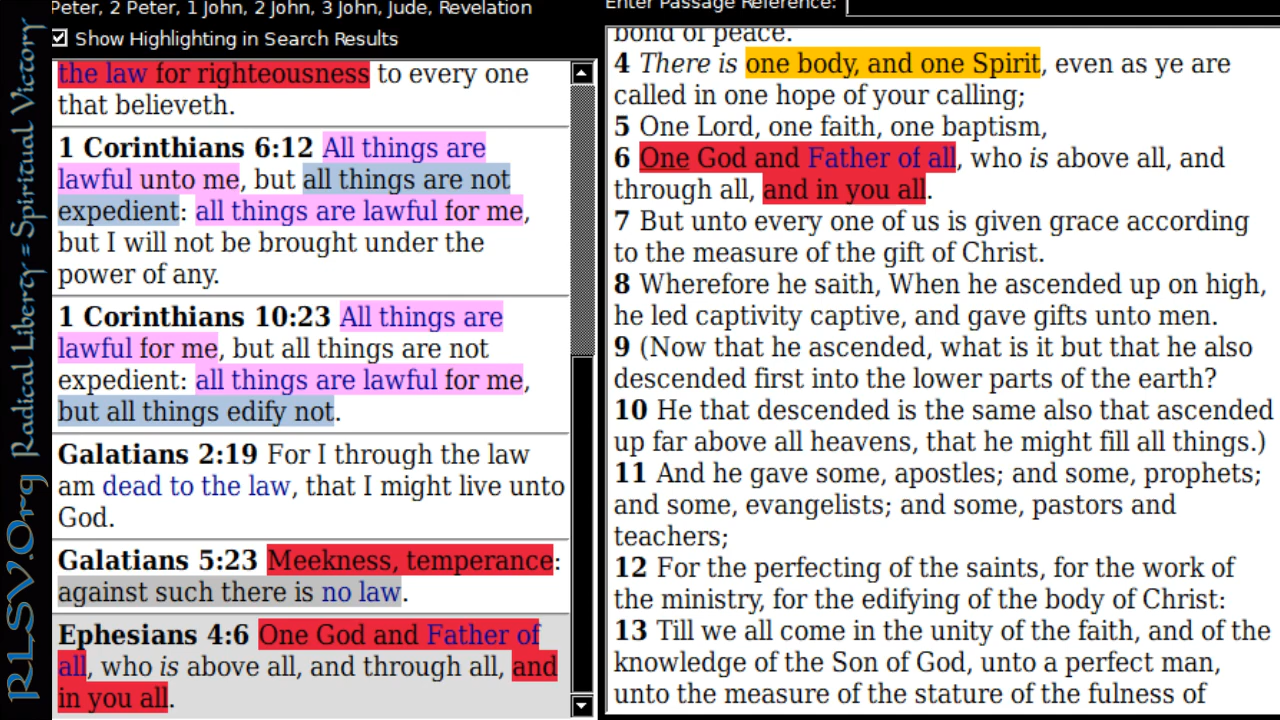 RLSV.Org Radical Liberty = Spiritual Victory
Peter, 2 Peter, 1 John, 2 John, 3 John, Jude, Revelation
Show Highlighting in Search Results
the law for righteousness to every one
that believeth.
1 Corinthians 6:12 All things are
lawful unto me, but all things are not
expedient: all things are lawful for me,
but I will not be brought under the
power of any.
1 Corinthians 10:23 All things are
lawful for me, but all things are not
expedient: all things are lawful for me,
but all things edify not.
Galatians 2:19 For I through the law
am dead to the law, that I might live unto
God.
Galatians 5:23 Meekness, temperance:
against such there is no law.
Ephesians 4:6 One God and Father of
all, who is above all, and through all, and
in you all.
Enter Passage Reference:
bond of peace.
4 There is one body, and one Spirit, even as ye are
called in one hope of your calling;
5 One Lord, one faith, one baptism,
6 One God and Father of all, who is above all, and
through all, and in you all.
7 But unto every one of us is given grace according
to the measure of the gift of Christ.
8 Wherefore he saith, When he ascended up on high,
he led captivity captive, and gave gifts unto men.
9 (Now that he ascended, what is it but that he also
descended first into the lower parts of the earth?
10 He that descended is the same also that ascended
up far above all heavens, that he might fill all things.)
11 And he gave some, apostles; and some, prophets;
and some, evangelists; and some, pastors and
teachers;
12 For the perfecting of the saints, for the work of
the ministry, for the edifying of the body of Christ:
13 Till we all come in the unity of the faith, and of the
knowledge of the Son of God, unto a perfect man,
unto the measure of the stature of the fulness of